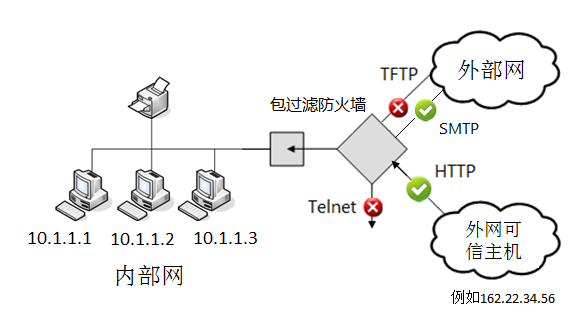 外部网
TFTP
包过滤防火墙
SMTP
HTTP
Telnet
10.1.1.1
10.1.1.2
10.1.1.3
外网可
信主机
内部网
例如162.22.34.56